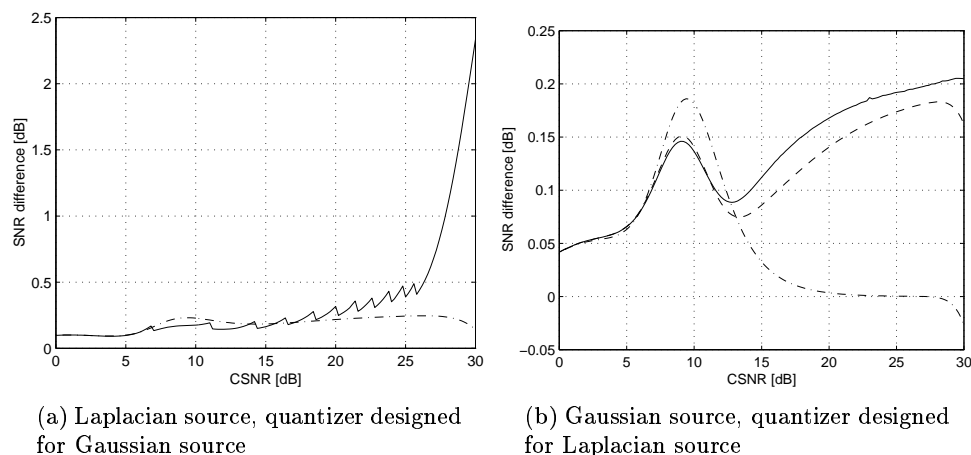 2.5
2
1.5
1
0.5
0
SNR difference [dB]
0 5 10 15 20 25 30
CSNR [dB]
(a) Laplacian source, quantizer designed
for Gaussian source
0.25
0.2
0.15
0.1
0.05
0
−0.05
SNR difference [dB]
0 5 10 15 20 25 30
CSNR [dB]
(b) Gaussian source, quantizer designed
for Laplacian source